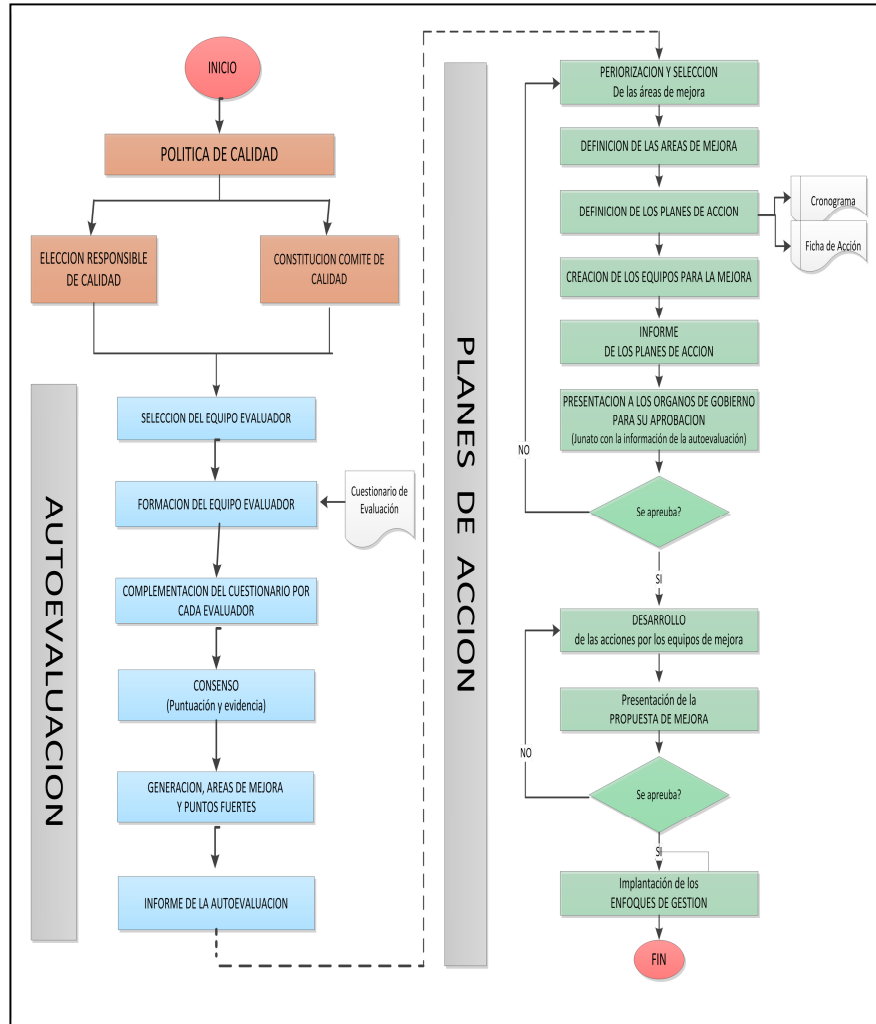 INICIO
POLITICA DE CALIDAD
ELECCION RESPONSIBLE
DE CALIDAD
CONSTITUCION COMITE DE
CALIDAD
AUTOEVALUACION
SELECCION DEL EQUIPO EVALUADOR
FORMACION DEL EQUIPO EVALUADOR
Cuestionario de
Evaluación
COMPLEMENTACION DEL CUESTIONARIO POR
CADA EVALUADOR
CONSENSO
(Puntuación y evidencia)
GENERACION, AREAS DE MEJORA
Y PUNTOS FUERTES
INFORME DE LA AUTOEVALUACION
PLANES DE ACCION
PERIORIZACION Y SELECCION
De las áreas de mejora
DEFINICION DE LAS AREAS DE MEJORA
DEFINICION DE LOS PLANES DE ACCION
Cronograma
Ficha de Acción
CREACION DE LOS EQUIPOS PARA LA MEJORA
INFORME
DE LOS PLANES DE ACCION
PRESENTACION A LOS ORGANOS DE GOBIERNO
PARA SU APROBACION
(Junato con la información de la autoevaluación)
NO
Se apreuba?
SI
DESARROLLO
de las acciones por los equipos de mejora
Presentación de la
PROPUESTA DE MEJORA
NO
Se apreuba?
SI
Implantación de los
ENFOQUES DE GESTION
FIN